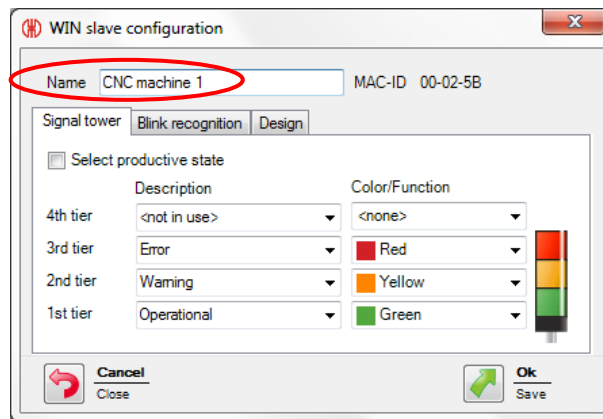 WIN slave configuration
Name CNC machine 1 MAC-ID 00-02-5B
Signal tower Blink recognition Design
Select productive state
Description Color/Function
4th tier <not in use> <none>
3rd tier Error Red
2nd tier Warning Yellow
1st tier Operational Green
Cancel Ok
Close Save